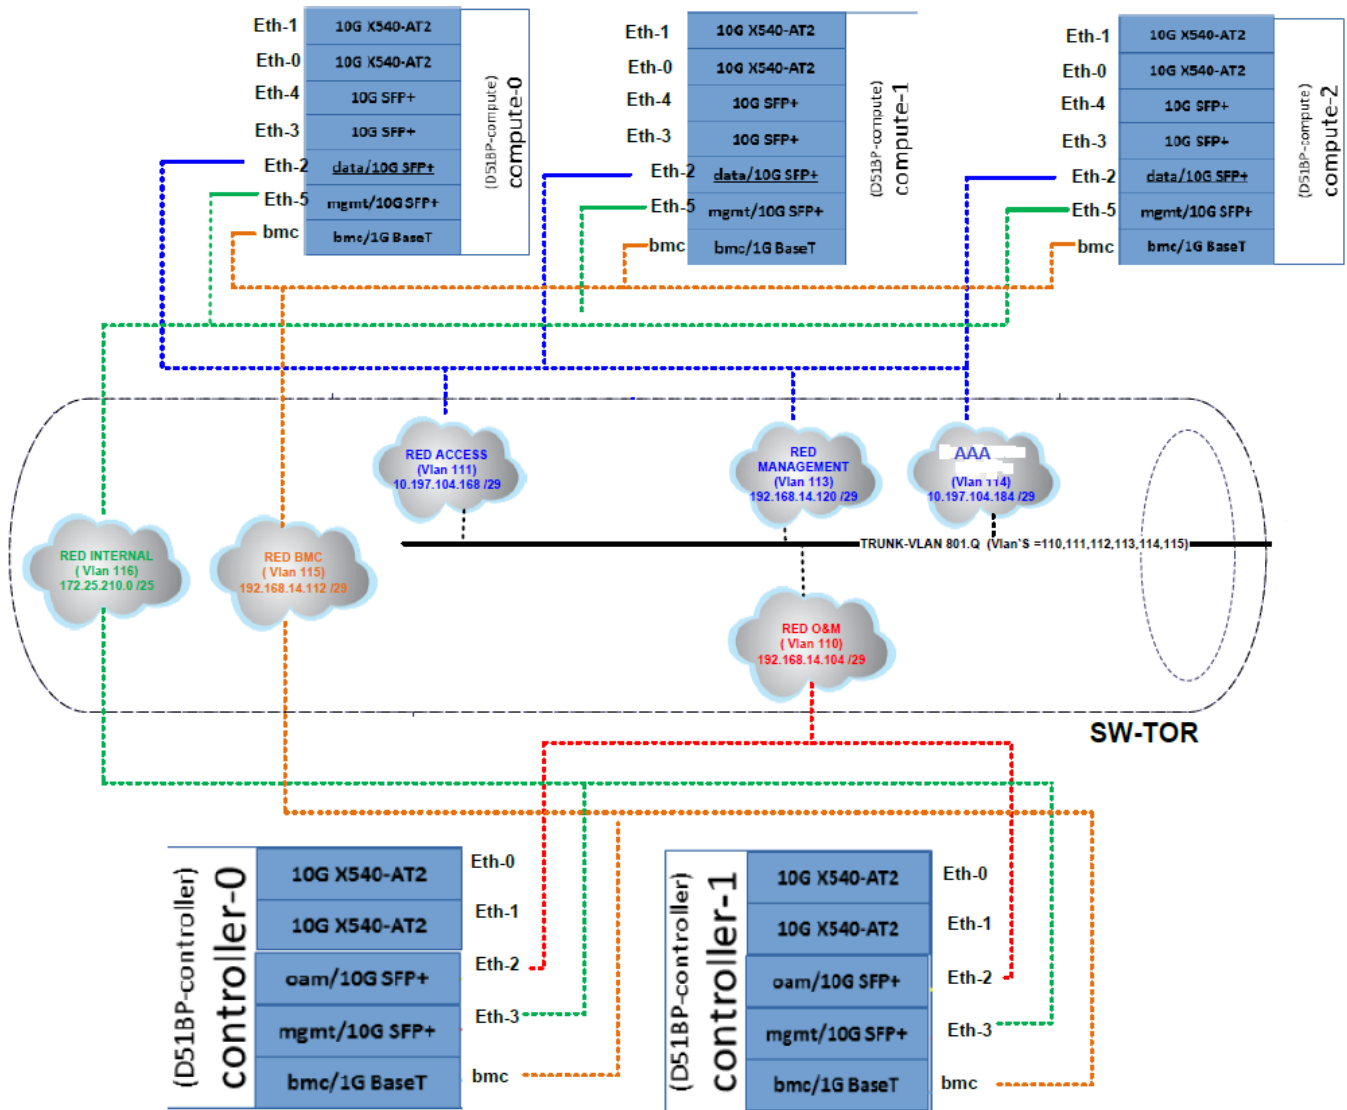 Eth-1
10G X540-AT2
Eth-0
10G X540-AT2
Eth-4
10G SFP+
Eth-3
10G SFP+
Eth-2
data/10G SFP+
Eth-5
mgmt/10G SFP+
bmc
bmc/1G BaseT
(D51BP-compute)
compute-0
Eth-1
10G X540-AT2
Eth-0
10G X540-AT2
Eth-4
10G SFP+
Eth-3
10G SFP+
Eth-2
data/10G SFP+
Eth-5
mgmt/10G SFP+
bmc
bmc/1G BaseT
(D51BP-compute)
compute-1
Eth-1
10G X540-AT2
Eth-0
10G X540-AT2
Eth-4
10G SFP+
Eth-3
10G SFP+
Eth-2
data/10G SFP+
Eth-5
mgmt/10G SFP+
bmc
bmc/1G BaseT
(D51BP-compute)
compute-2
RED ACCESS
(Vlan 111)
10.197.104.168 /29
RED
MANAGEMENT
(Vlan 113)
192.168.14.120 /29
AAA
(Vlan 114)
10.197.104.184 /29
RED INTERNAL
( Vlan 116)
172.25.210.0 /25
RED BMC
( Vlan 115)
192.168.14.112 /29
TRUNK-VLAN 801.Q (Vlan`S =110,111,112,113,114,115)
RED O&M
( Vlan 110)
192.168.14.104 /29
SW-TOR
(D51BP-controller)
controller-0
10G X540-AT2
Eth-0
10G X540-AT2
Eth-1
oam/10G SFP+
Eth-2
mgmt/10G SFP+
Eth-3
bmc/1G BaseT
bmc
(D51BP-controller)
controller-1
10G X540-AT2
Eth-0
10G X540-AT2
Eth-1
oam/10G SFP+
Eth-2
mgmt/10G SFP+
Eth-3
bmc/1G BaseT
bmc